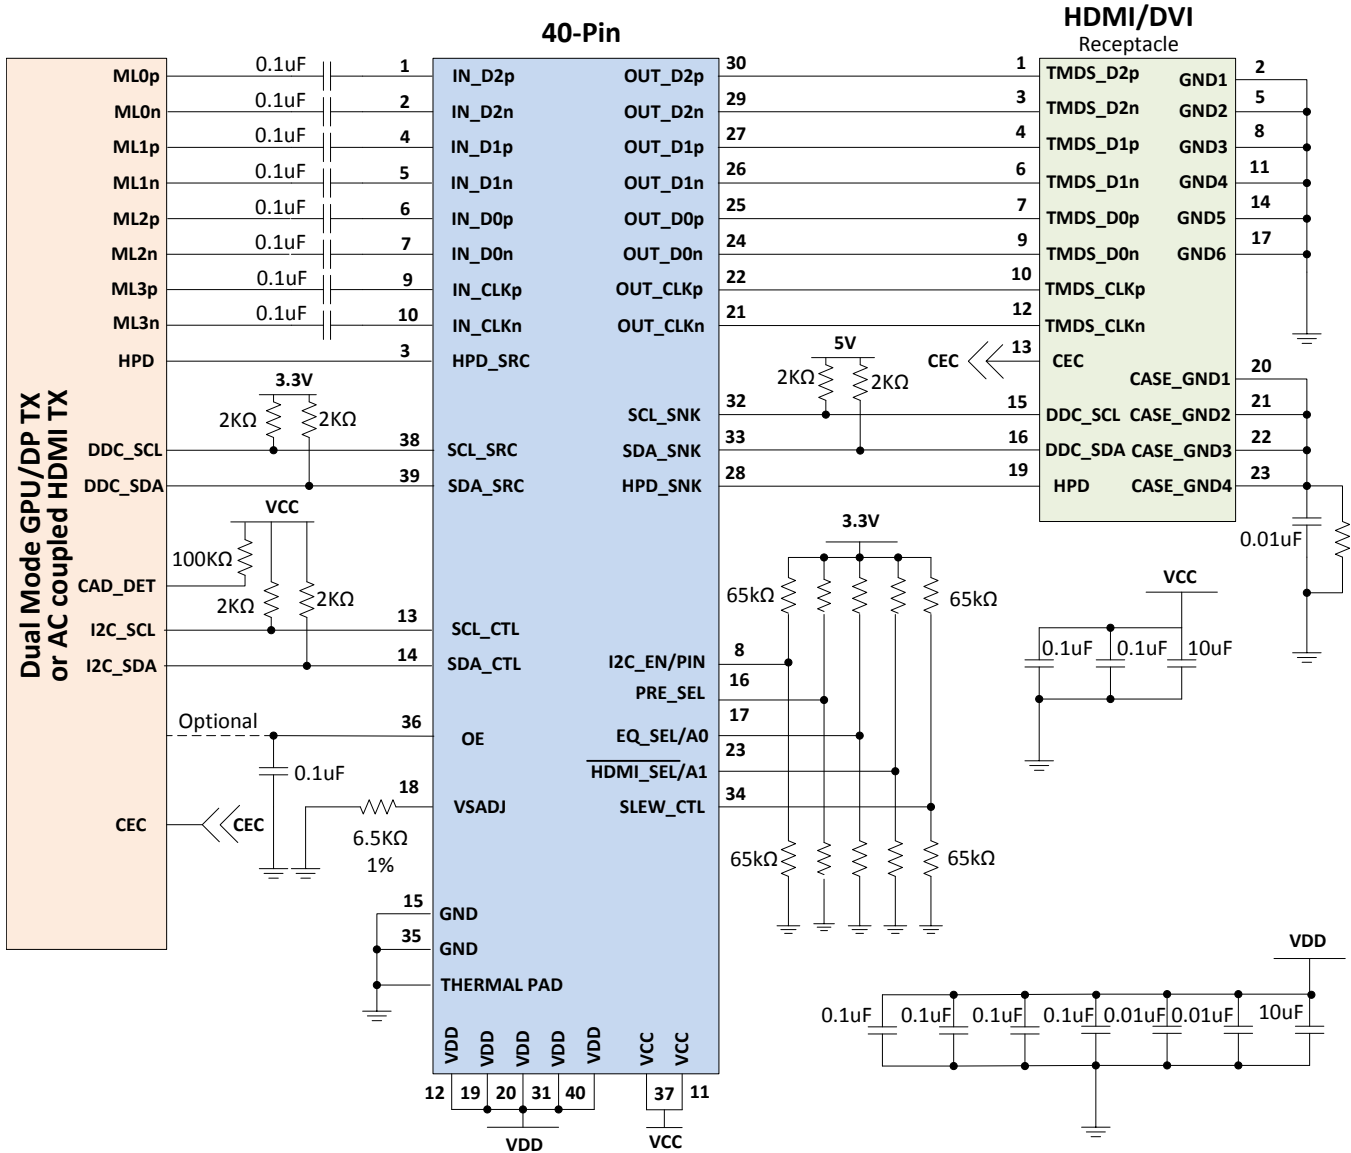 40-Pin
HDMI/DVI
Receptacle
Dual Mode GPU/DP TX
or AC coupled HDMI TX
ML0p 0.1uF 1 IN_D2p OUT_D2p 30 1 TMDS_D2p GND1 2
ML0n 0.1uF 2 IN_D2n OUT_D2n 29 3 TMDS_D2n GND2 5
ML1p 0.1uF 4 IN_D1p OUT_D1p 27 4 TMDS_D1p GND3 8
ML1n 0.1uF 5 IN_D1n OUT_D1n 26 6 TMDS_D1n GND4 11
ML2p 0.1uF 6 IN_D0p OUT_D0p 25 7 TMDS_D0p GND5 14
ML2n 0.1uF 7 IN_D0n OUT_D0n 24 9 TMDS_D0n GND6 17
ML3p 0.1uF 9 IN_CLKp OUT_CLKp 22 10 TMDS_CLKp
ML3n 0.1uF 10 IN_CLKn OUT_CLKn 21 12 TMDS_CLKn
HPD 3 HPD_SRC 5V CEC 13 CEC
3.3V 2KΩ 2KΩ CASE_GND1 20
2KΩ 2KΩ SCL_SNK 32 15 DDC_SCL CASE_GND2 21
DDC_SCL 38 SCL_SRC SDA_SNK 33 16 DDC_SDA CASE_GND3 22
DDC_SDA 39 SDA_SRC HPD_SNK 28 19 HPD CASE_GND4 23
VCC 3.3V 0.01uF
100KΩ
CAD_DET VCC
2KΩ 2KΩ 65kΩ 65kΩ
I2C_SCL 13 SCL_CTL
I2C_SDA 14 SDA_CTL I2C_EN/PIN 8 0.1uF 0.1uF 10uF
PRE_SEL 16
Optional 36 OE EQ_SEL/A0 17
0.1uF HDMI_SEL/A1 23
18 VSADJ SLEW_CTL 34
CEC CEC 6.5KΩ
1% 65kΩ 65kΩ
15 GND
35 GND VDD
THERMAL PAD
0.1uF 0.1uF 0.1uF 0.1uF 0.01uF 0.01uF 10uF
VDD VDD VDD VDD VDD VCC VCC
12 19 20 31 40 37 11
VDD VCC